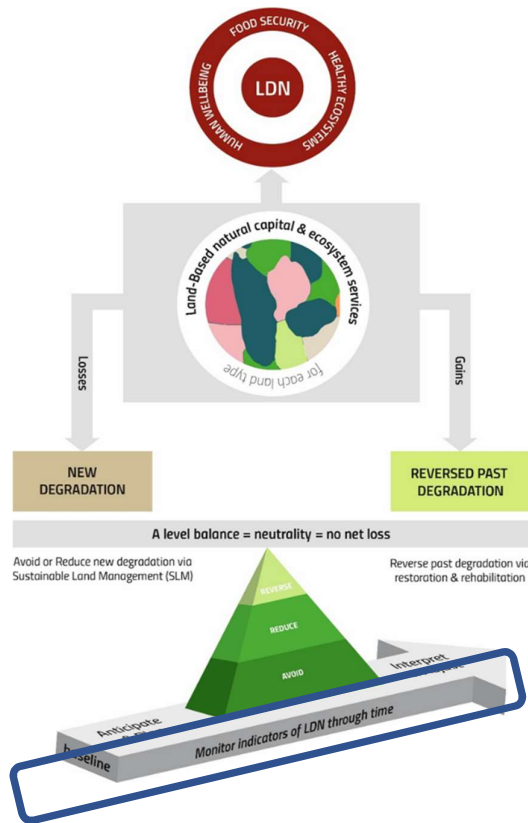 FOOD SECURITY
HUMAN WELLBEING
HEALTHY ECOSYSTEMS
LDN
Land-Based natural capital & ecosystem services
for each land type
Losses
Gains
NEW
DEGRADATION
REVERSED PAST
DEGRADATION
A level balance = neutrality = no net loss
Avoid or Reduce new degradation via
Sustainable Land Management (SLM)
Reverse past degradation via
restoration & rehabilitation
REVERSE
REDUCE
AVOID
Interpret
Anticipate
baseline
Monitor indicators of LDN through time